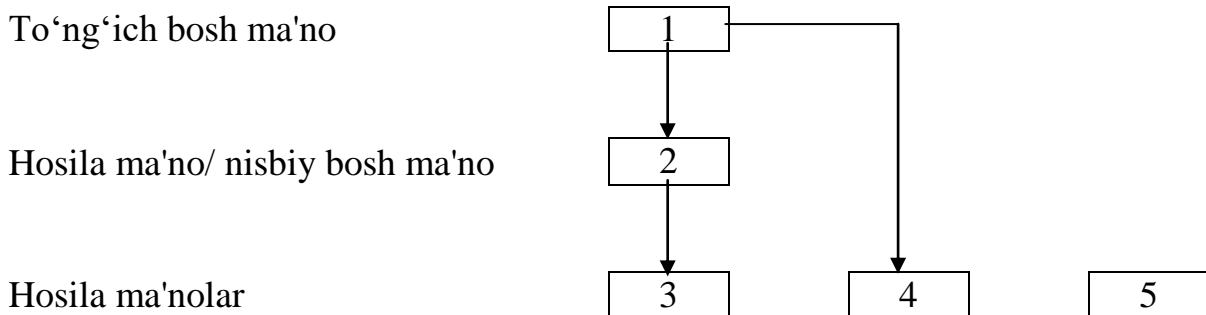 To‘ng‘ich bosh ma'no 1
Hosila ma'no/ nisbiy bosh ma'no 2
Hosila ma'nolar 3 4 5